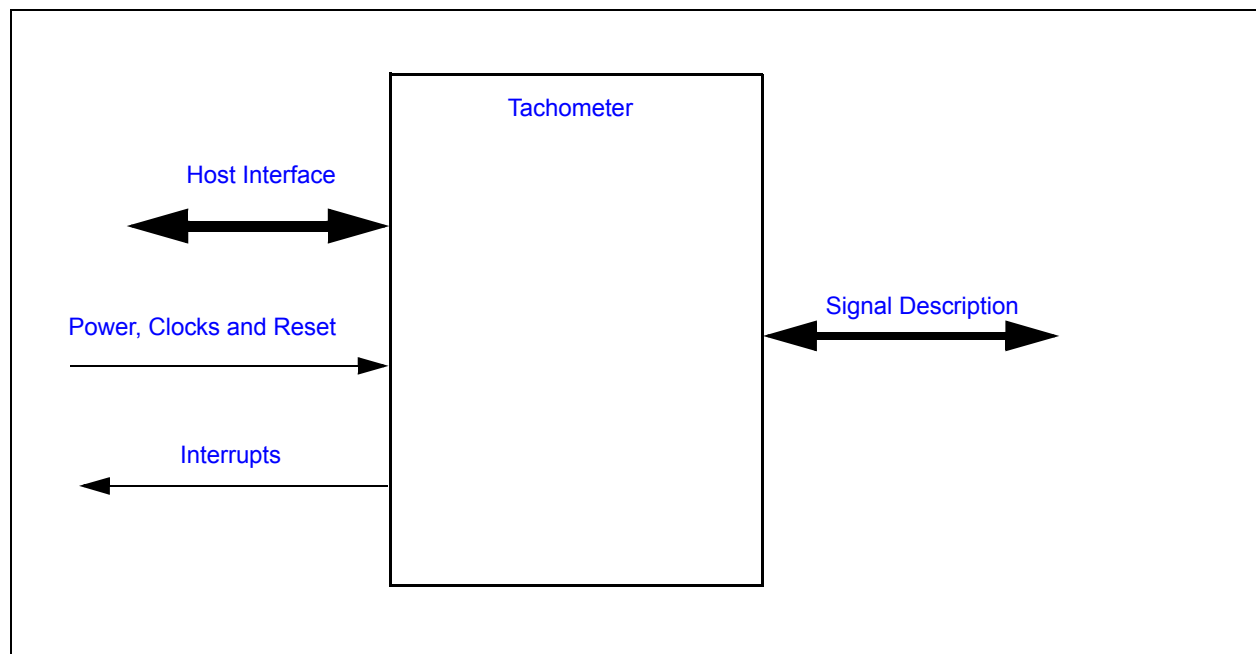 Tachometer
Host Interface
Signal Description
Power, Clocks and Reset
Interrupts